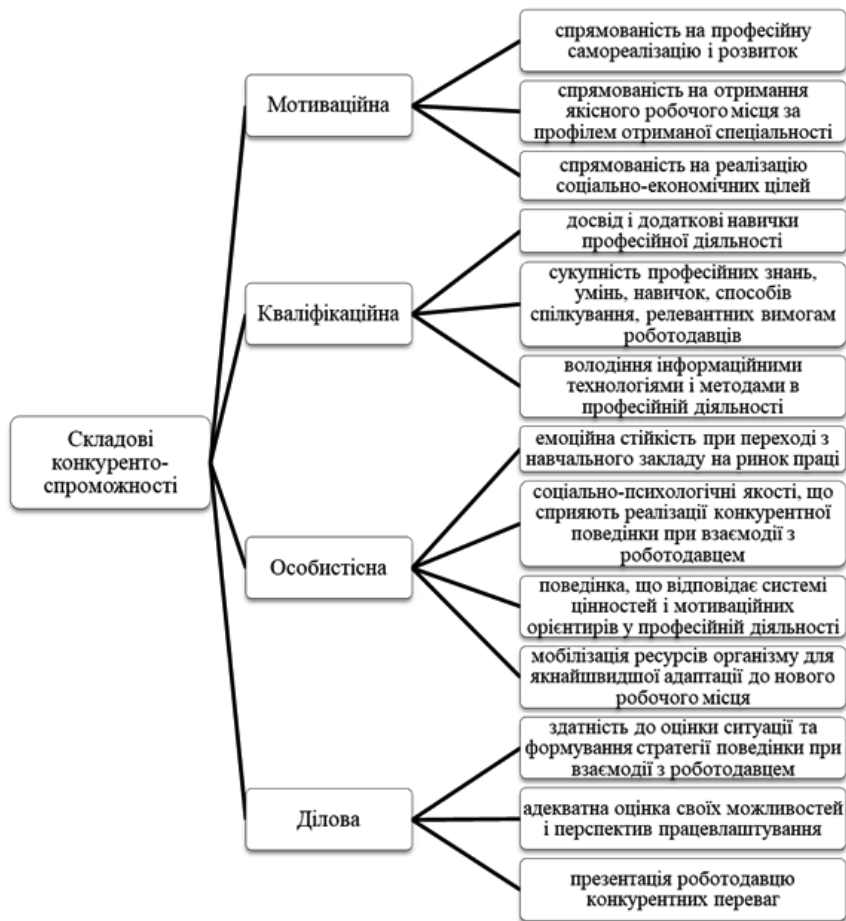 спрямованість на професійну
самореалізацію і розвиток
Мотиваційна
спрямованість на отримання
якісного робочого місця за
профілем отриманої спеціальності
спрямованість на реалізацію
соціально-економічних цілей
досвід і додаткові навички
професійної діяльності
Кваліфікаційна
сукупність професійних знань,
умінь, навичок, способів
спілкування, релевантних вимогам
роботодавців
володіння інформаційними
технологіями і методами в
професійній діяльності
Складові
конкуренто-
спроможності
емоційна стійкість при переході з
навчального закладу на ринок праці
соціально-психологічні якості, що
сприяють реалізації конкурентної
поведінки при взаємодії з
роботодавцем
Особистісна
поведінка, що відповідає системі
цінностей і мотиваційних
орієнтирів у професійній діяльності
мобілізація ресурсів організму для
якнайшвидшої адаптації до нового
робочого місця
здатність до оцінки ситуації та
формування стратегії поведінки при
взаємодії з роботодавцем
Ділова
адекватна оцінка своїх можливостей
і перспектив працевлаштування
презентація роботодавцю
конкурентних переваг